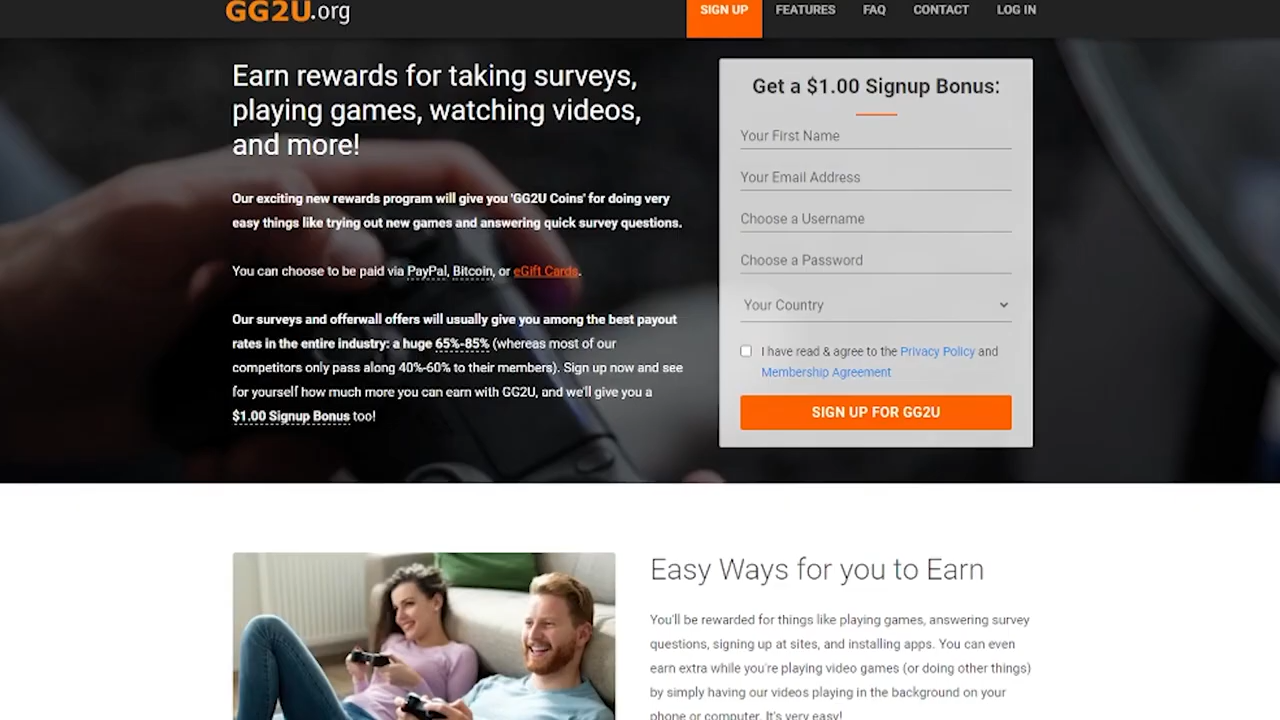 GG2U.org
SIGN UP
FEATURES
FAQ
CONTACT
LOG IN
Earn rewards for taking surveys,
playing games, watching videos,
and more!
Our exciting new rewards program will give you 'GG2U Coins' for doing very
easy things like trying out new games and answering quick survey questions.
You can choose to be paid via PayPal, Bitcoin, or eGift Cards.
Our surveys and offerwall offers will usually give you among the best payout
rates in the entire industry: a huge 65%-85% (whereas most of our
competitors only pass along 40%-60% to their members). Sign up now and see
for yourself how much more you can earn with GG2U, and we'll give you a
$1.00 Signup Bonus too!
Get a $1.00 Signup Bonus:
Your First Name
Your Email Address
Choose a Username
Choose a Password
Your Country
I have read & agree to the Privacy Policy and
Membership Agreement
SIGN UP FOR GG2U
Easy Ways for you to Earn
You'll be rewarded for things like playing games, answering survey
questions, signing up at sites, and installing apps. You can even
earn extra while you're playing video games (or doing other things)
by simply having our videos playing in the background on your
phone or computer. It's very easy!